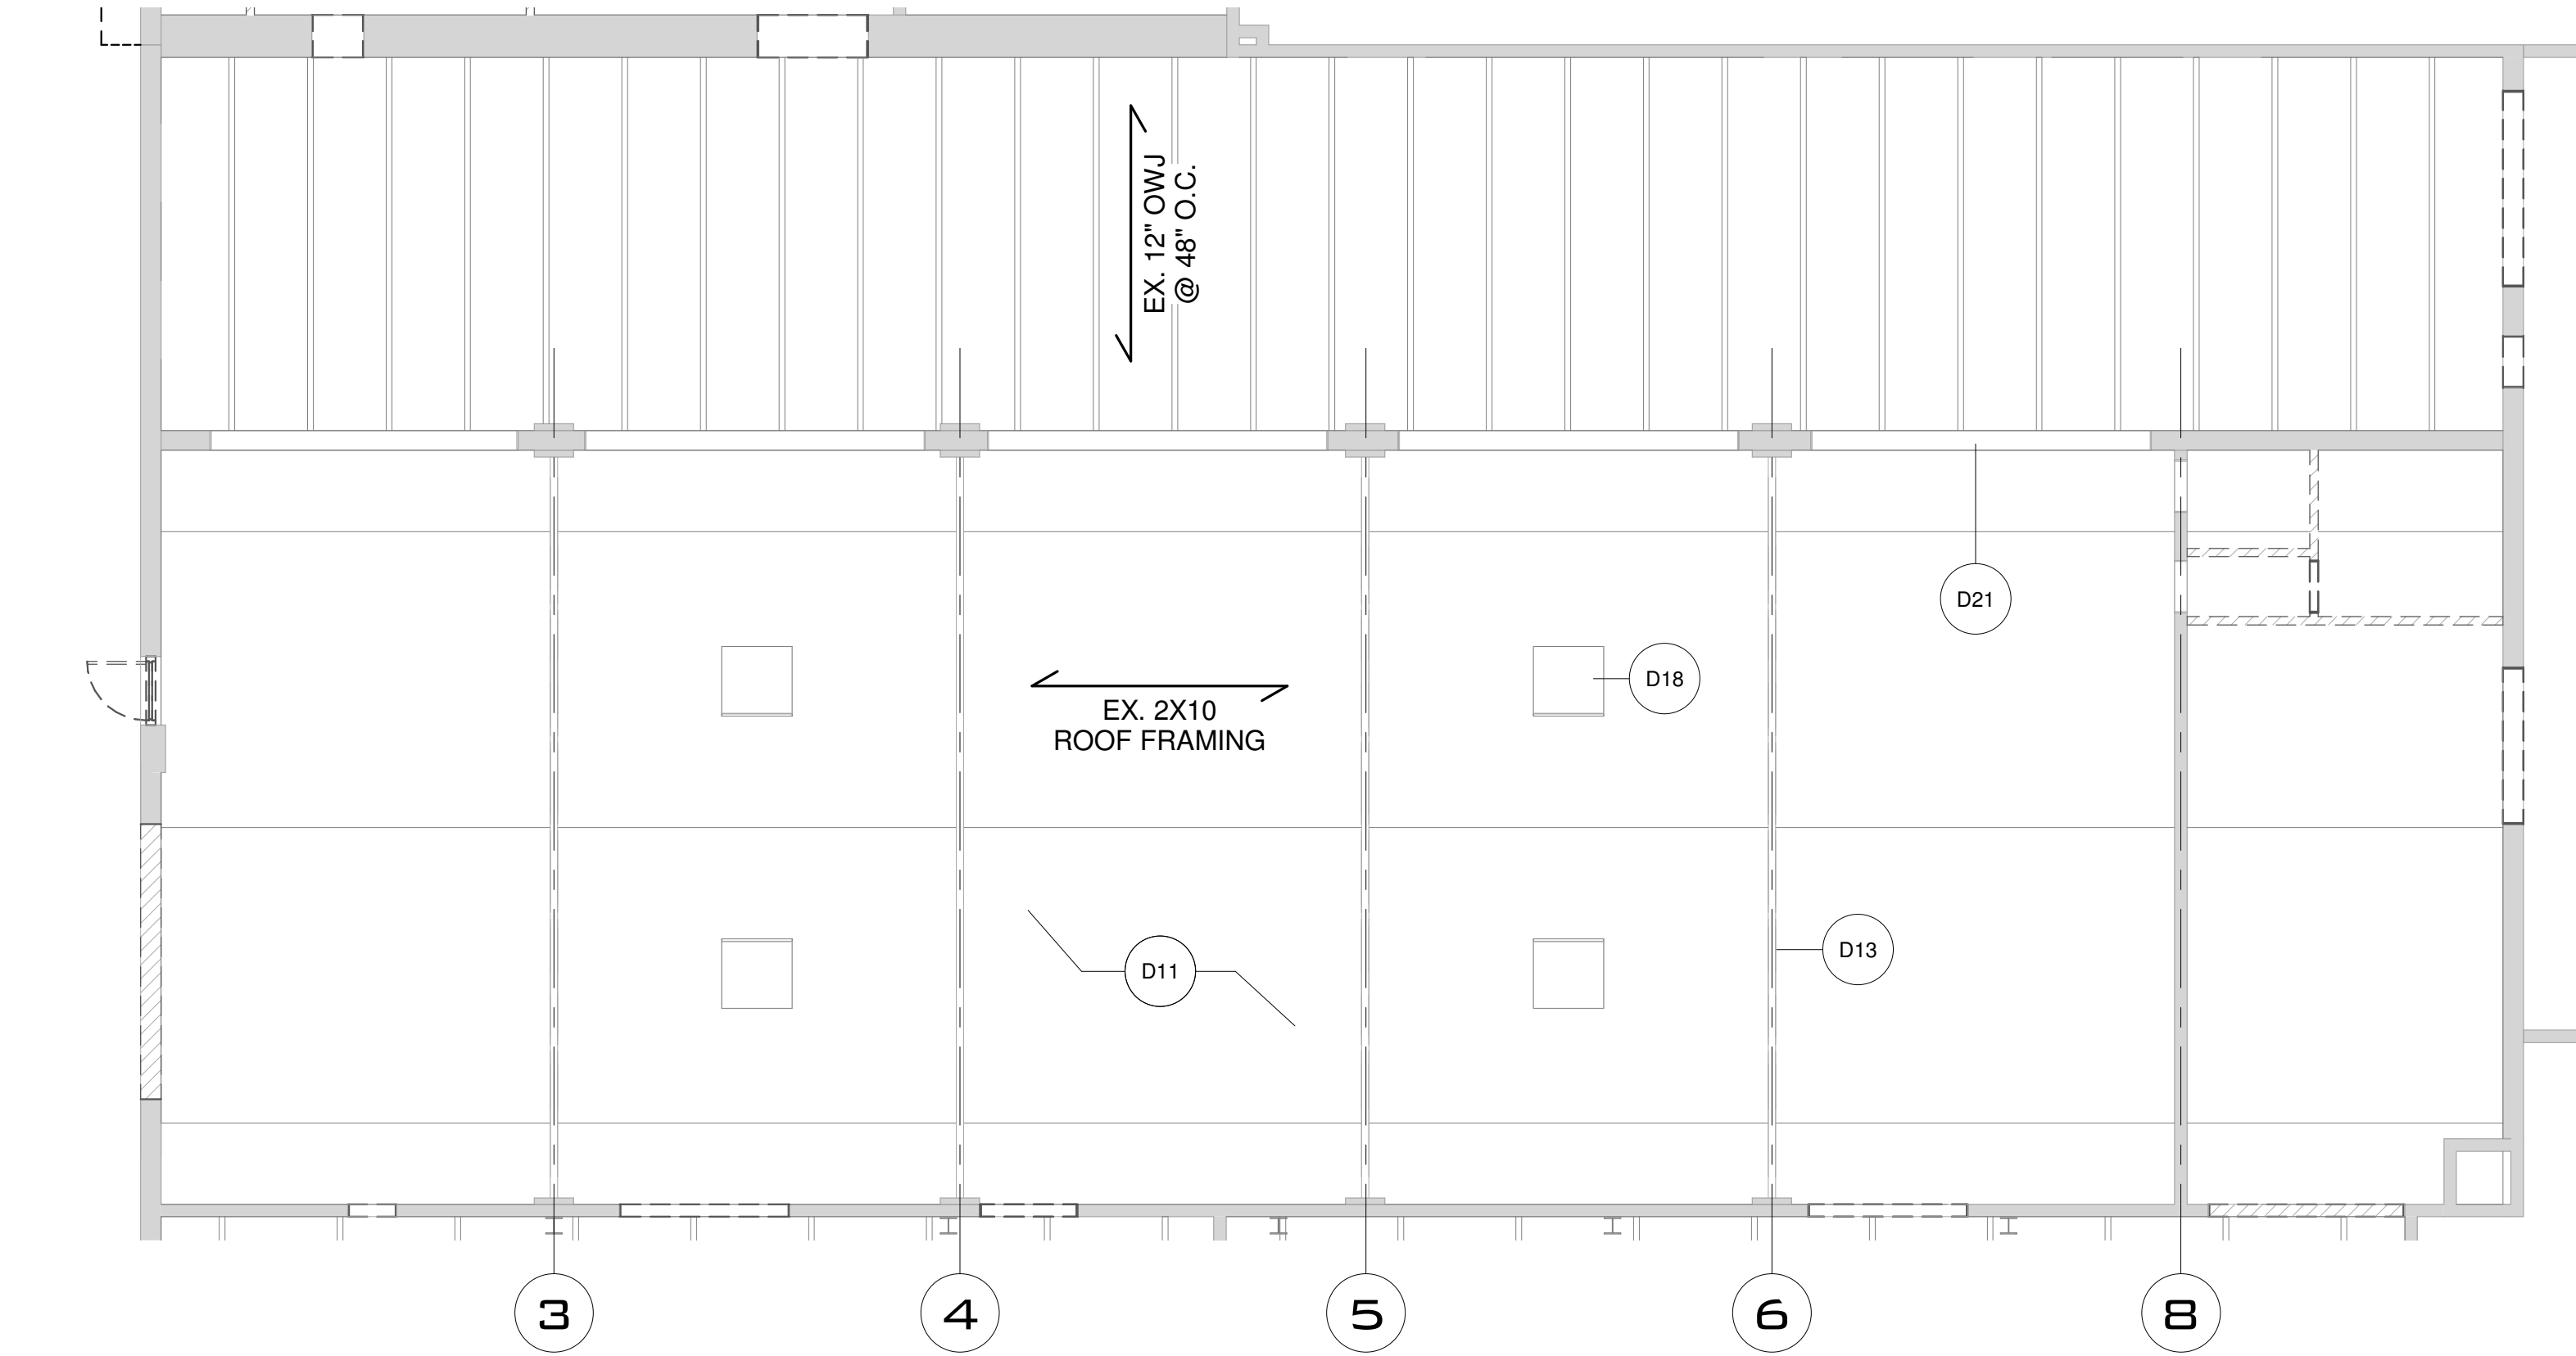 EX. 12" OWJ
@ 48" O.C.
D21
D18
EX. 2X10
ROOF FRAMING
D11
D13
3
4
5
6
8